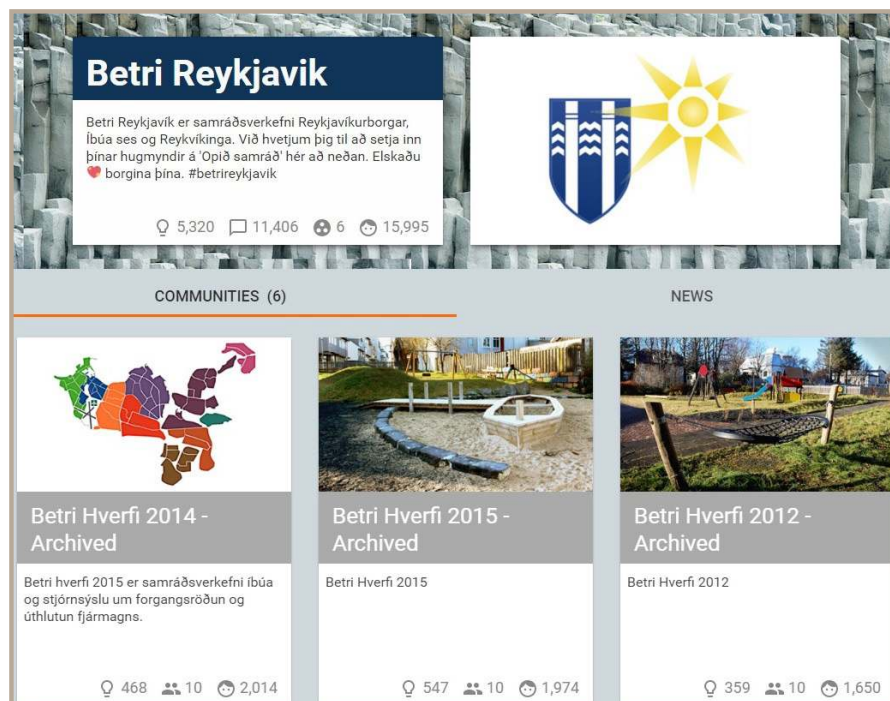 Betri Reykjavik
Betri Reykjavík er samráðsverkefni Reykjavíkurborgar,
Íbúa ses og Reykvíkinga. Við hvetjum þig til að setja inn
þínar hugmyndir á 'Opið samráð' hér að neðan. Elskaðu
❤️ borgina þína. #betrireykjavik
5,320 11,406 6 15,995
COMMUNITIES (6) NEWS
Betri Hverfi 2014 -
Archived
Betri hverfi 2015 er samráðsverkefni íbúa
og stjórnsýslu um forgangsröðun og
úthlutun fjármagns.
468 10 2,014
Betri Hverfi 2015 -
Archived
Betri Hverfi 2015
547 10 1,974
Betri Hverfi 2012 -
Archived
Betri Hverfi 2012
359 10 1,650